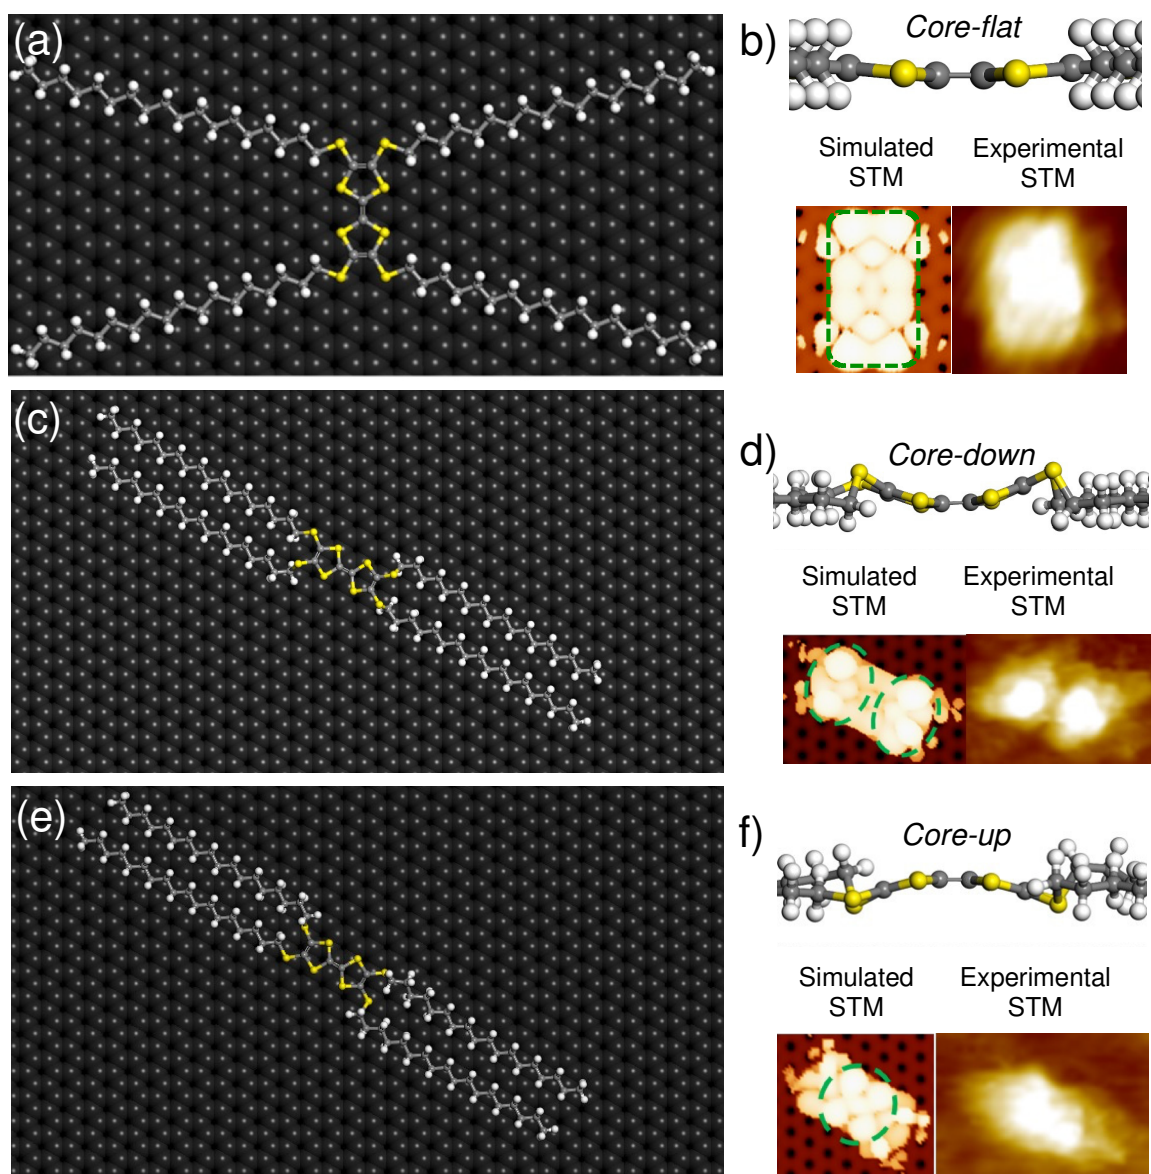 (a)
b)
Core-flat
Simulated
STM
Experimental
STM
(c)
d)
Core-down
Simulated
STM
Experimental
STM
(e)
f)
Core-up
Simulated
STM
Experimental
STM